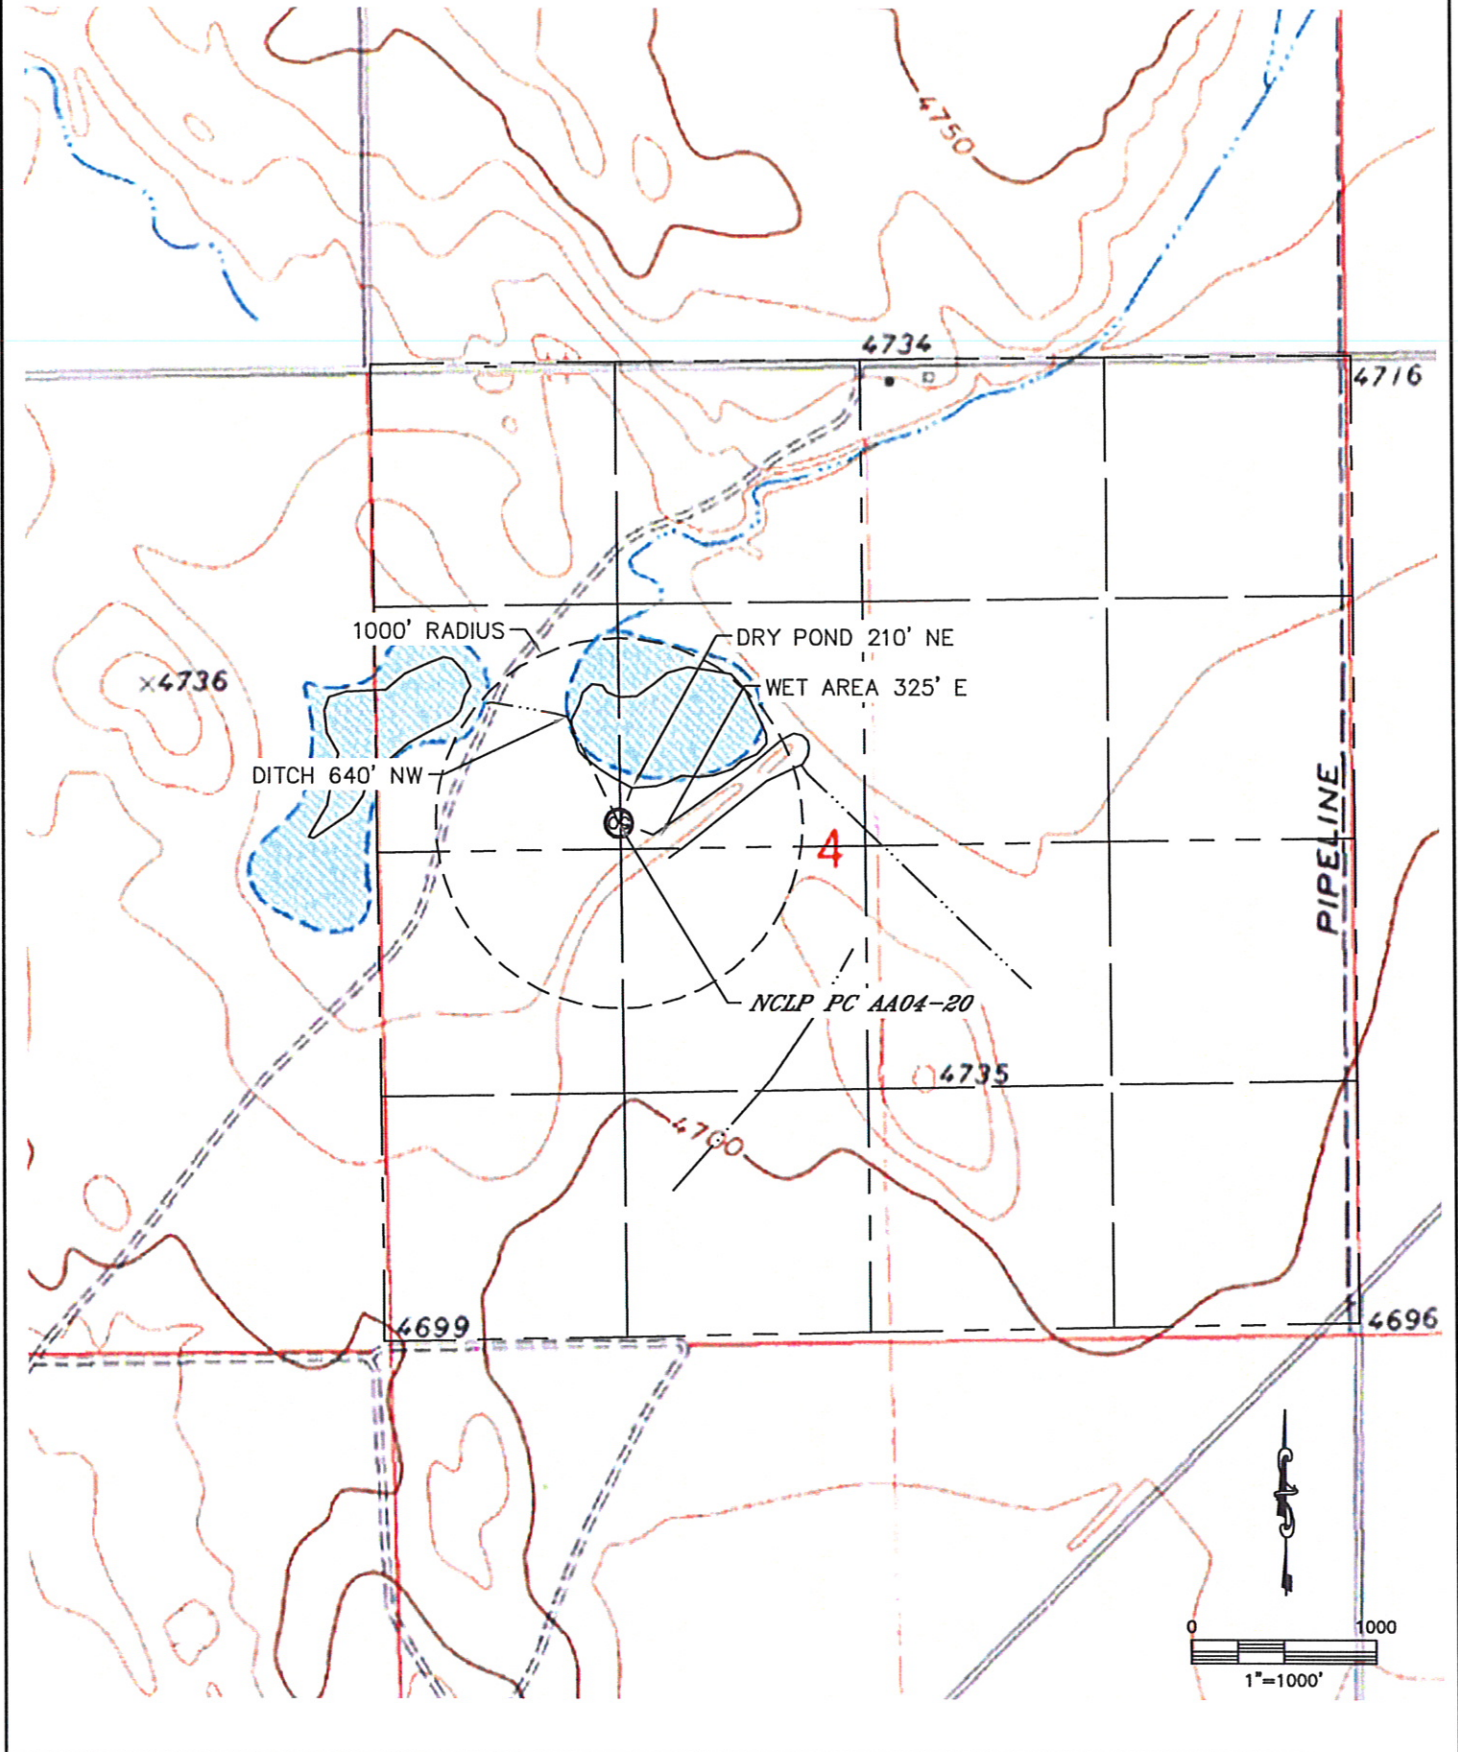 4750
4734
4716
1000' RADIUS
DRY POND 210' NE
4736
WET AREA 325' E
DITCH 640' NW
4
PIPELINE
NCLP PC AA04-20
4735
4700
4699
4696
0 1000
1"=1000'